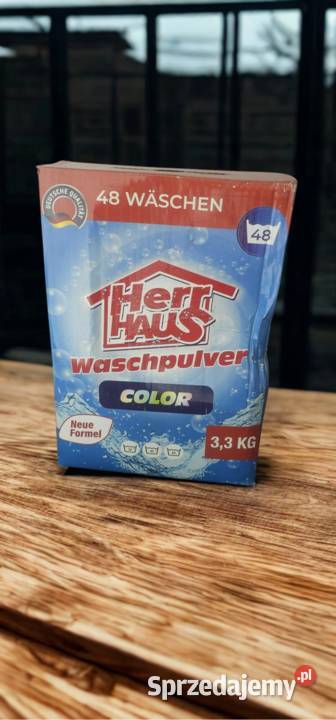 DEUTSCHE QUALITÄT
48 WÄSCHEN
48
Herr
HAUS
Waschpulver
COLOR
Neue
Formel
3,3 KG
Sprzedajemy.pl